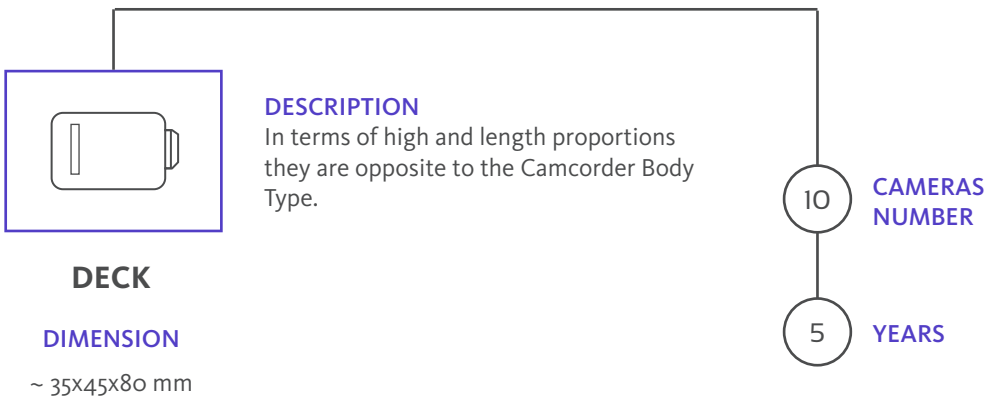 DESCRIPTION
In terms of high and length proportions
they are opposite to the Camcorder Body
Type.
DECK
DIMENSION
~ 35x45x80 mm
10
CAMERAS
NUMBER
5
YEARS